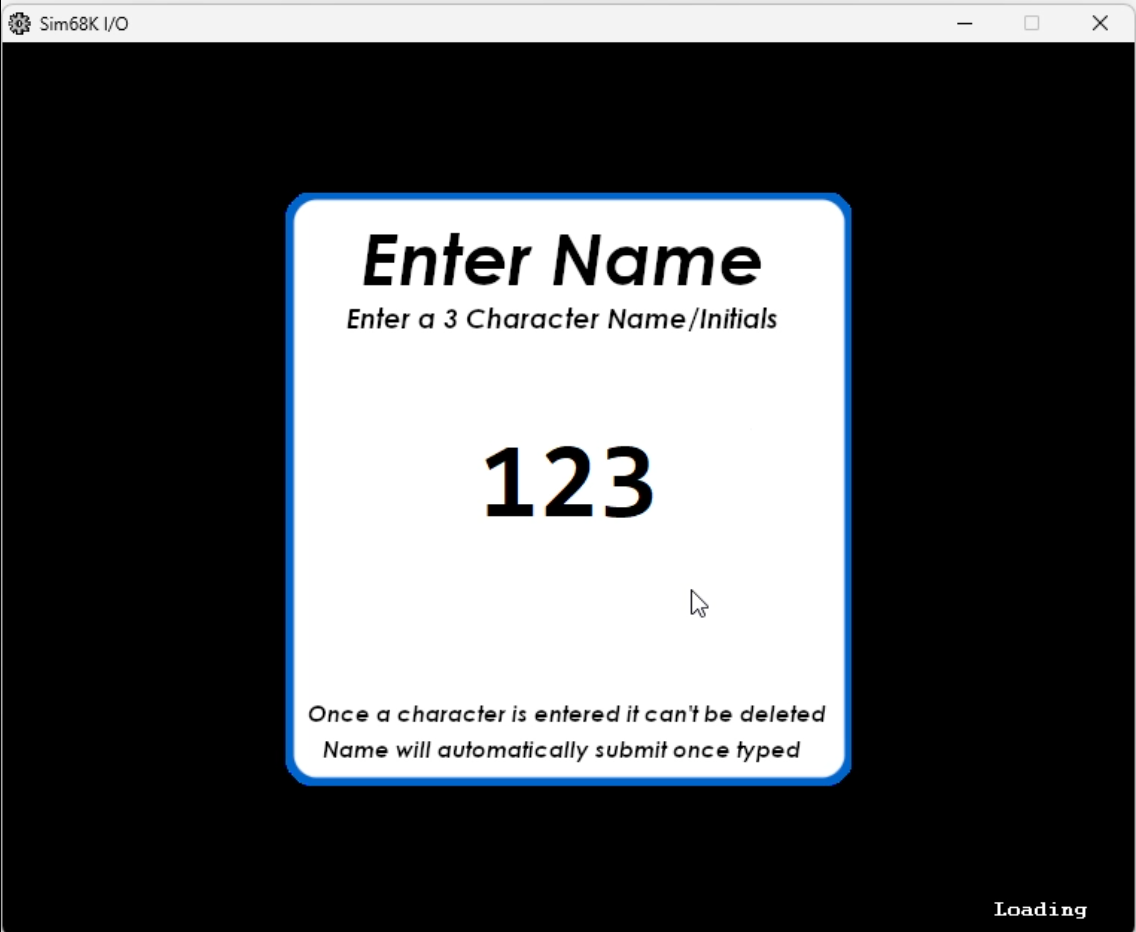 Sim68K I/O
Enter Name
Enter a 3 Character Name/Initials
123
Once a character is entered it can't be deleted
Name will automatically submit once typed
Loading